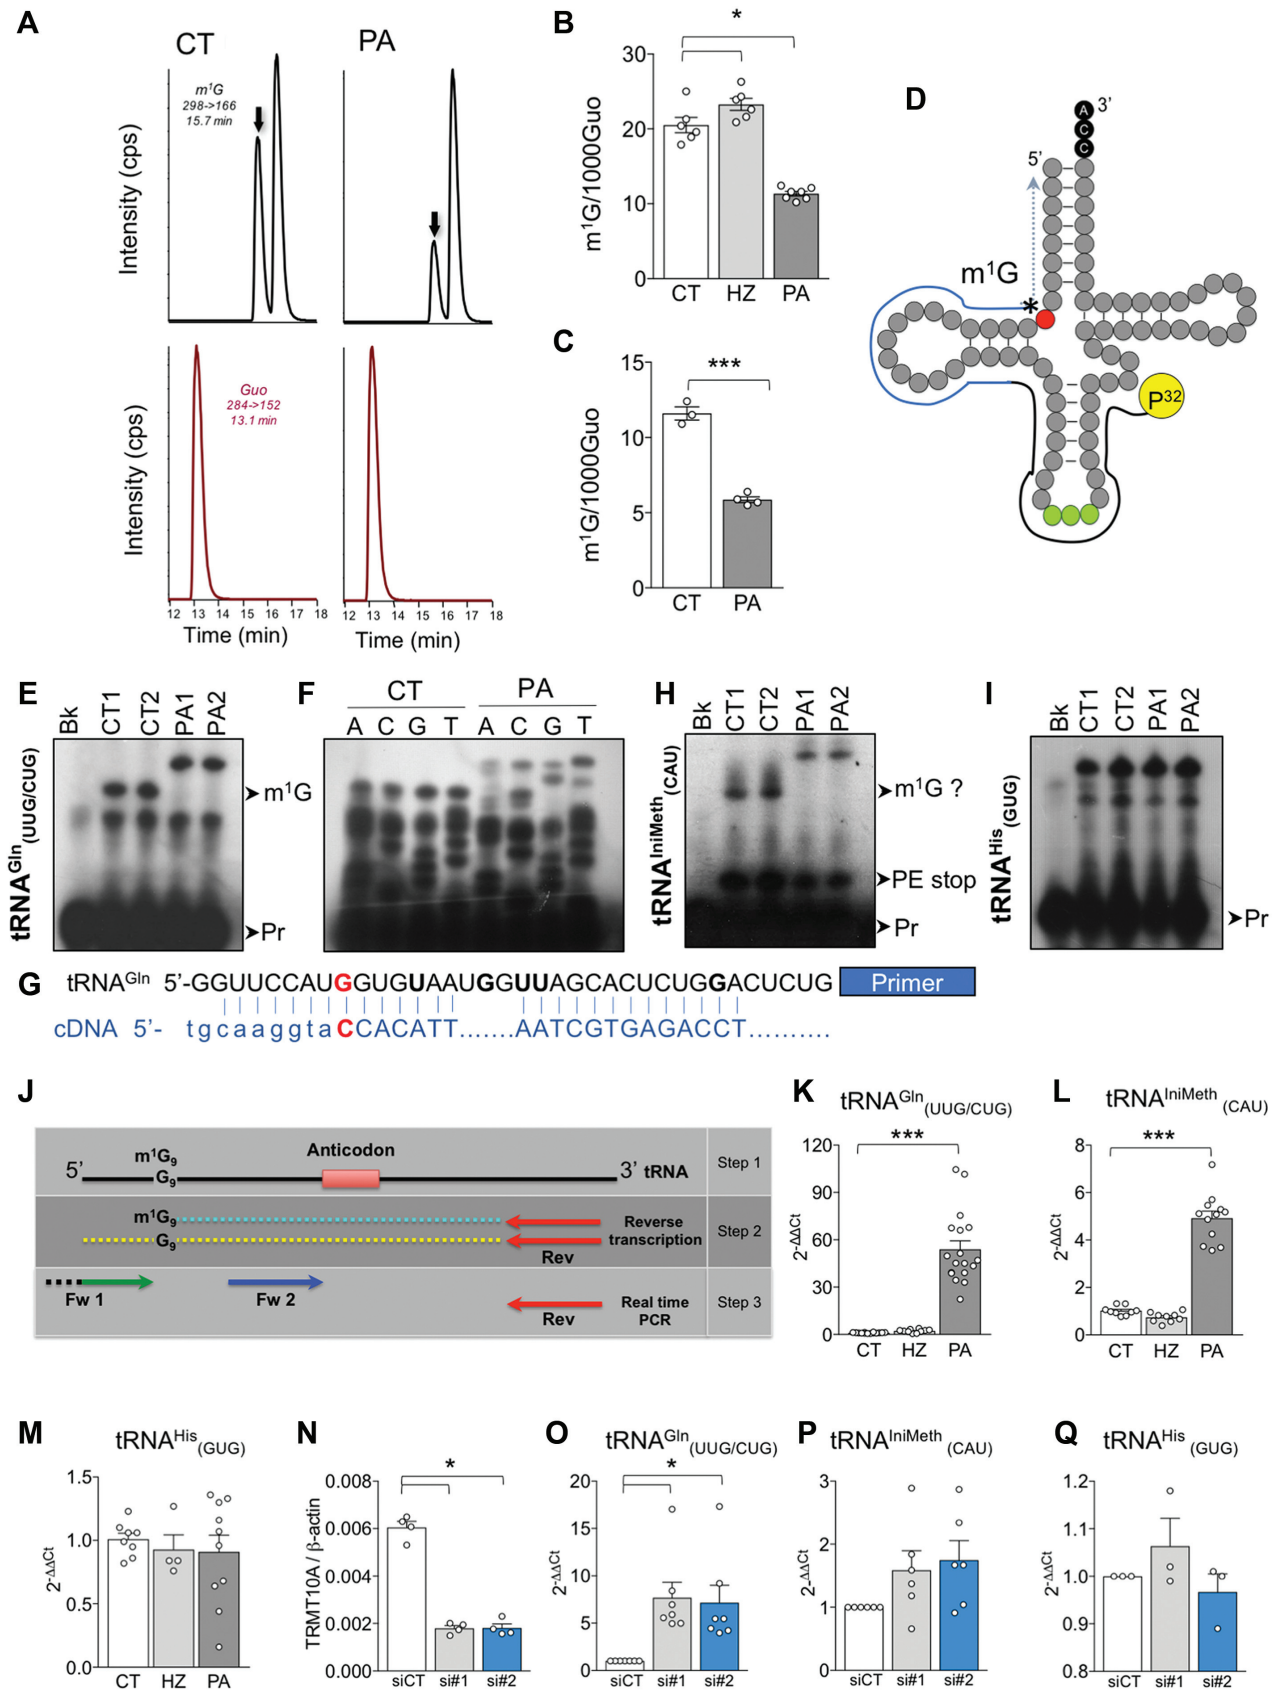 A
CT
PA
m¹G
298->166
15.7 min
Intensity (cps)
Guo
284->152
13.1 min
Intensity (cps)
12 13 14 15 16 17 18
12 13 14 15 16 17 18
Time (min)
Time (min)
B
*
m¹G/1000Guo
30
20
10
0
CT HZ PA
C
***
m¹G/1000Guo
15
10
5
0
CT PA
D
A
C
C
3’
5’
m¹G
*
P³²
E
Bk CT1 CT2 PA1 PA2
tRNAGln(UUG/CUG)
m¹G
Pr
F
CT PA
A C G T A C G T
H
Bk CT1 CT2 PA1 PA2
tRNAIniMeth(CAU)
m¹G ?
PE stop
Pr
I
Bk CT1 CT2 PA1 PA2
tRNAHis(GUG)
Pr
G
tRNAGln 5’-GGUUCCAUGGUGUAAUGGUUAGCACUCUGGACUCUG Primer
cDNA 5’- tgcaaggtaCCACATT.......AATCGTGAGACCT..........
J
5’ m¹G₉ G₉ Anticodon 3’ tRNA Step 1
m¹G₉
G₉
Rev
Reverse transcription
Step 2
Fw 1
Fw 2
Rev
Real time PCR
Step 3
K
tRNAGln(UUG/CUG)
***
2-ΔΔCt
120
90
60
30
0
CT HZ PA
L
tRNAIniMeth(CAU)
***
2-ΔΔCt
8
6
4
2
0
CT HZ PA
M
tRNAHis(GUG)
2-ΔΔCt
1.5
1.0
0.5
0.0
CT HZ PA
N
*
TRMT10A / β-actin
0.008
0.006
0.004
0.002
0.000
siCT si#1 si#2
O
tRNAGln(UUG/CUG)
*
2-ΔΔCt
20
15
10
5
0
siCT si#1 si#2
P
tRNAIniMeth(CAU)
2-ΔΔCt
3
2
1
0
siCT si#1 si#2
Q
tRNAHis(GUG)
2-ΔΔCt
1.2
1.1
1.0
0.9
0.8
siCT si#1 si#2